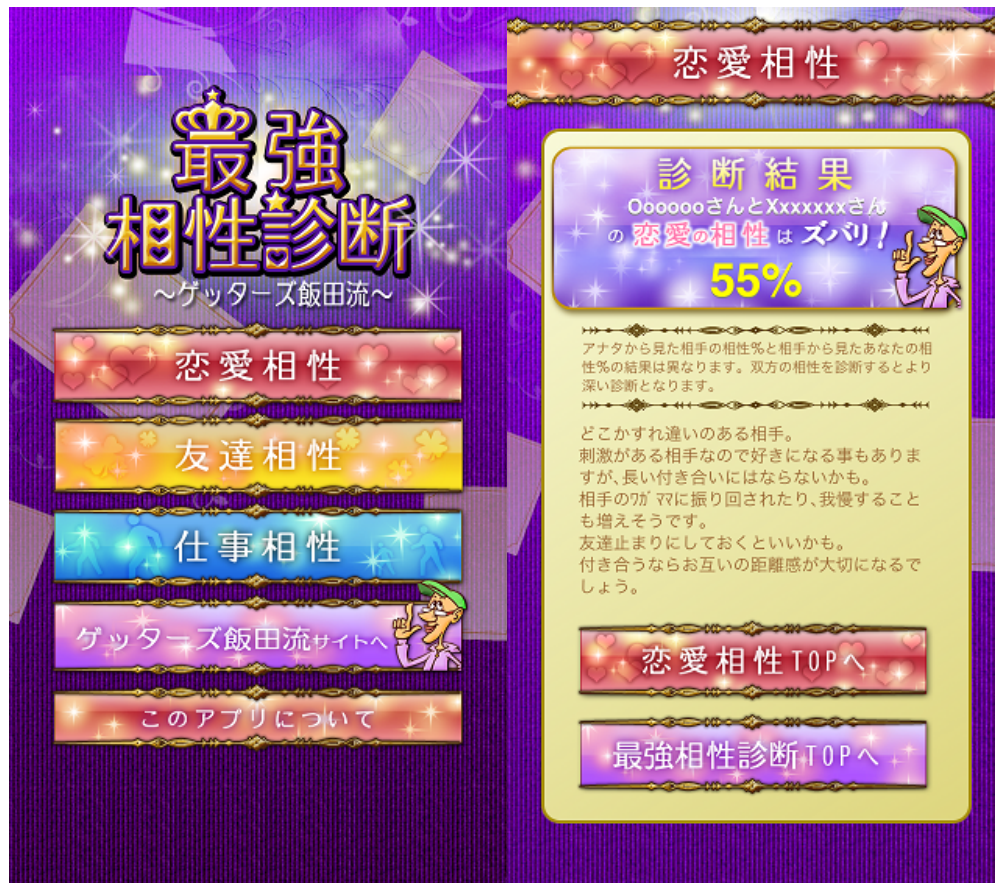 最強
相性診断
～ゲッターズ飯田流～
恋愛相性
友達相性
仕事相性
ゲッターズ飯田流サイトへ
このアプリについて
恋愛相性
診断結果
OoooooさんとXxxxxxxさん
の 恋愛の相性 は ズバリ！
55%
アナタから見た相手の相性%と相手から見たあなたの相
性%の結果は異なります。双方の相性を診断するとより
深い診断となります。
どこかすれ違いのある相手。
刺激がある相手なので好きになる事もありま
すが、長い付き合いにはならないかも。
相手のﾜｶﾞﾏﾏに振り回されたり、我慢すること
も増えそうです。
友達止まりにしておくといいかも。
付き合うならお互いの距離感が大切になるで
しょう。
恋愛相性TOPへ
最強相性診断TOPへ